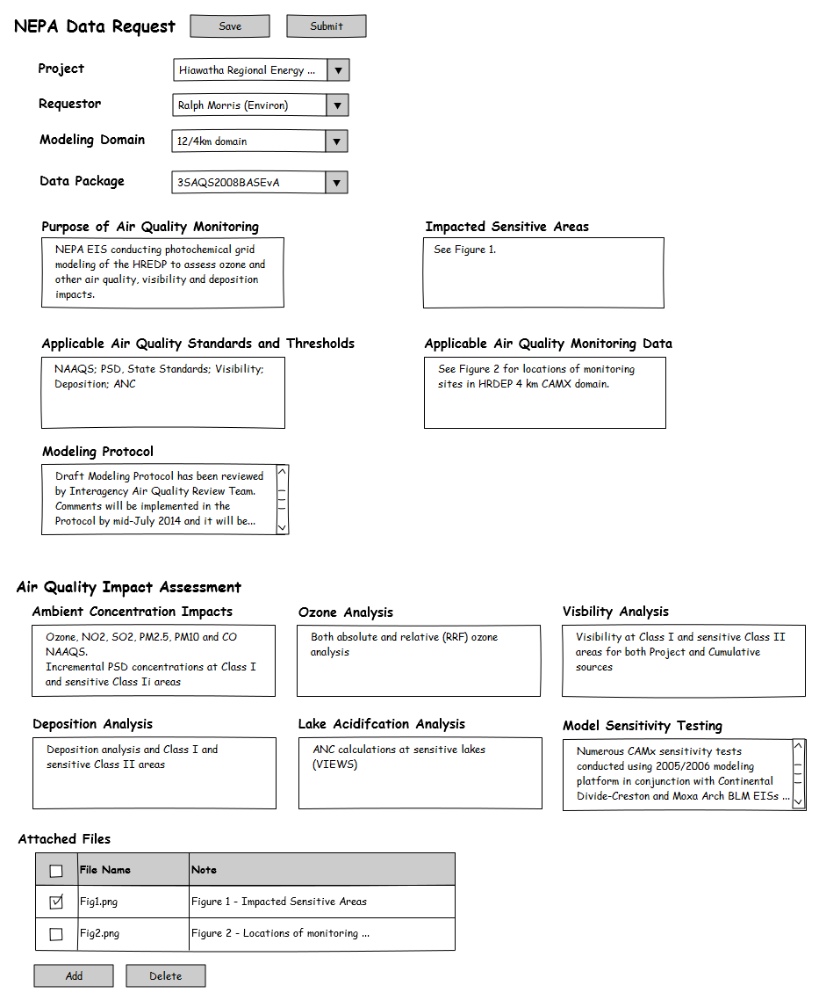 NEPA Data Request
Save
Submit
Project
Hiawatha Regional Energy ...
Requestor
Ralph Morris (Environ)
Modeling Domain
12/4km domain
Data Package
3SAQS2008BASEvA
Purpose of Air Quality Monitoring
NEPA EIS conducting photochemical grid
modeling of the HREDP to assess ozone and
other air quality, visibility and deposition
impacts.
Impacted Sensitive Areas
See Figure 1.
Applicable Air Quality Standards and Thresholds
NAAQS; PSD, State Standards; Visibility;
Deposition; ANC
Applicable Air Quality Monitoring Data
See Figure 2 for locations of monitoring
sites in HRDEP 4 km CAMX domain.
Modeling Protocol
Draft Modeling Protocol has been reviewed
by Interagency Air Quality Review Team.
Comments will be implemented in the
Protocol by mid-July 2014 and it will be...
Air Quality Impact Assessment
Ambient Concentration Impacts
Ozone, NO2, SO2, PM2.5, PM10 and CO
NAAQS.
Incremental PSD concentrations at Class I
and sensitive Class Ii areas
Ozone Analysis
Both absolute and relative (RRF) ozone
analysis
Visbility Analysis
Visibility at Class I and sensitive Class II
areas for both Project and Cumulative
sources
Deposition Analysis
Deposition analysis and Class I and
sensitive Class II areas
Lake Acidifcation Analysis
ANC calculations at sensitive lakes
(VIEWS)
Model Sensitivity Testing
Numerous CAMx sensitivity tests
conducted using 2005/2006 modeling
platform in conjunction with Continental
Divide-Creston and Moxa Arch BLM EISs ...
Attached Files
File Name
Note
Fig1.png
Figure 1 - Impacted Sensitive Areas
Fig2.png
Figure 2 - Locations of monitoring ...
Add
Delete